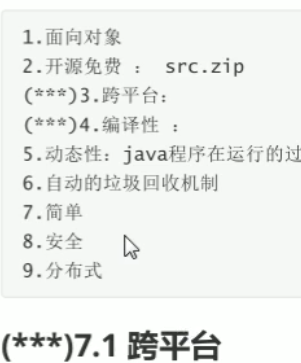 1.面向对象
2.开源免费 ： src.zip
(***)3.跨平台：
(***)4.编译性 ：
5.动态性：java程序在运行的过
6.自动的垃圾回收机制
7.简单
8.安全
9.分布式
(***)7.1 跨平台